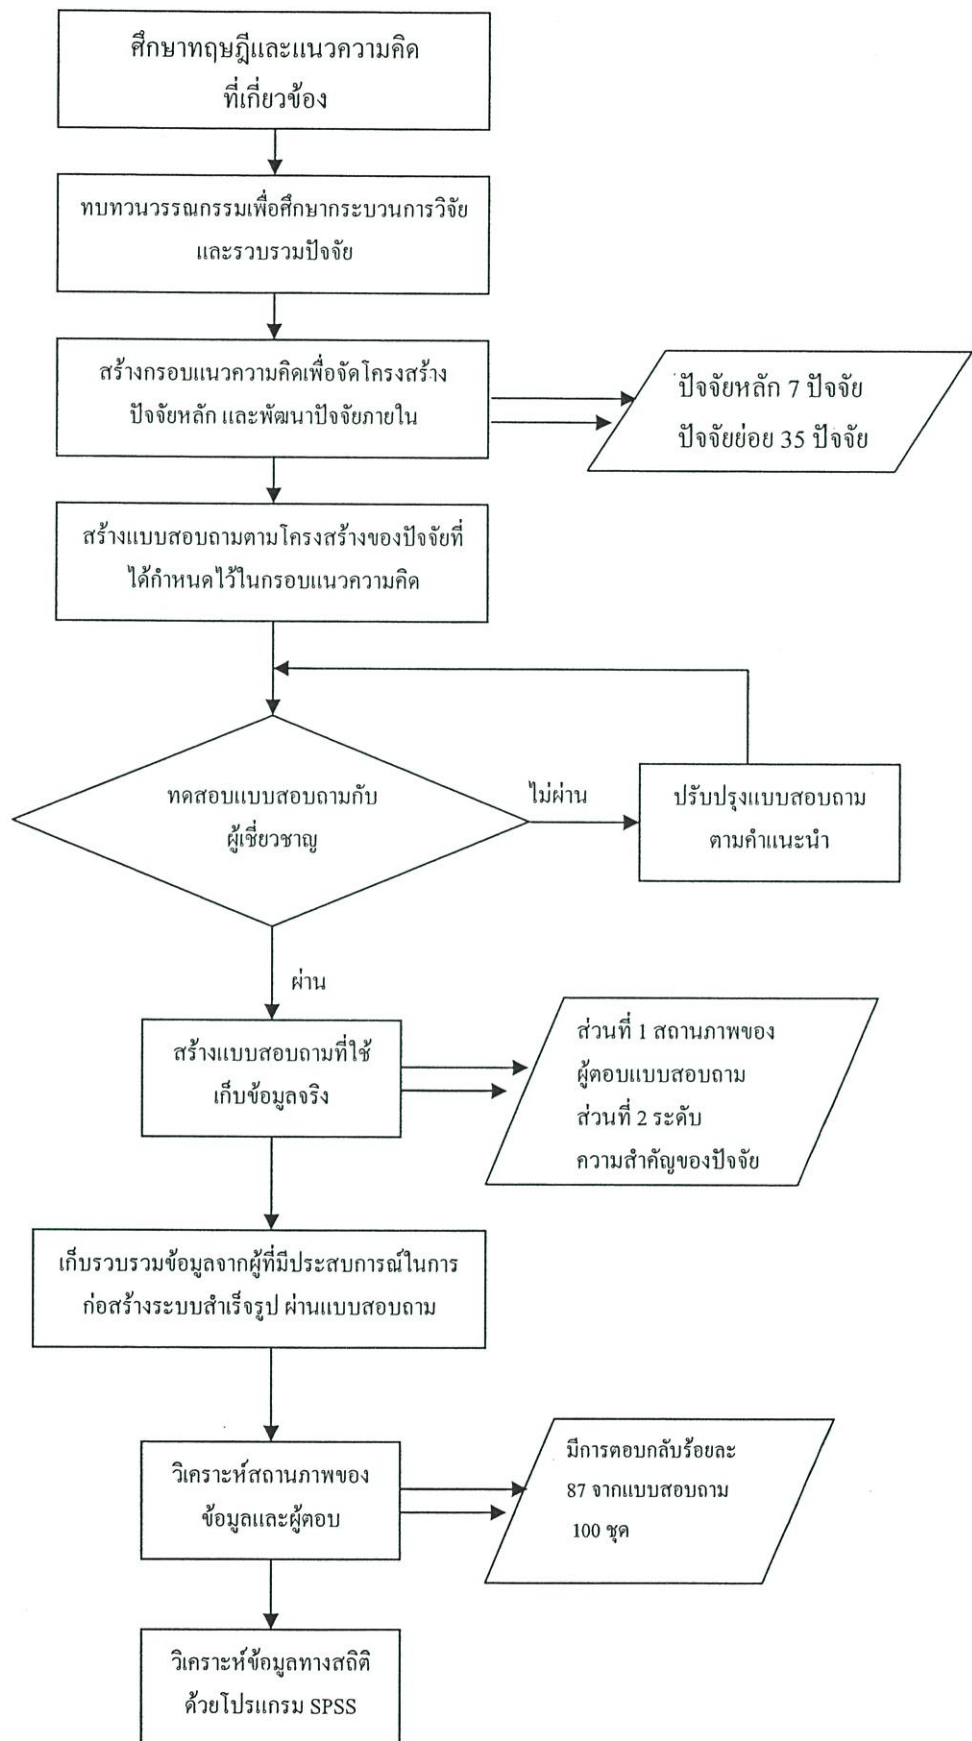 ศึกษาทฤษฎีและแนวความคิด
ที่เกี่ยวข้อง
ทบทวนวรรณกรรมเพื่อศึกษากระบวนการวิจัย
และรวบรวมปัจจัย
สร้างกรอบแนวความคิดเพื่อจัดโครงสร้าง
ปัจจัยหลัก และพัฒนาปัจจัยภายใน
ปัจจัยหลัก 7 ปัจจัย
ปัจจัยย่อย 35 ปัจจัย
สร้างแบบสอบถามตามโครงสร้างของปัจจัยที่
ได้กำหนดไว้ในกรอบแนวความคิด
ทดสอบแบบสอบถามกับ
ผู้เชี่ยวชาญ
ไม่ผ่าน
ปรับปรุงแบบสอบถาม
ตามคำแนะนำ
ผ่าน
สร้างแบบสอบถามที่ใช้
เก็บข้อมูลจริง
ส่วนที่ 1 สถานภาพของ
ผู้ตอบแบบสอบถาม
ส่วนที่ 2 ระดับ
ความสำคัญของปัจจัย
เก็บรวบรวมข้อมูลจากผู้ที่มีประสบการณ์ในการ
ก่อสร้างระบบสำเร็จรูป ผ่านแบบสอบถาม
วิเคราะห์สถานภาพของ
ข้อมูลและผู้ตอบ
มีการตอบกลับร้อยละ
87 จากแบบสอบถาม
100 ชุด
วิเคราะห์ข้อมูลทางสถิติ
ด้วยโปรแกรม SPSS